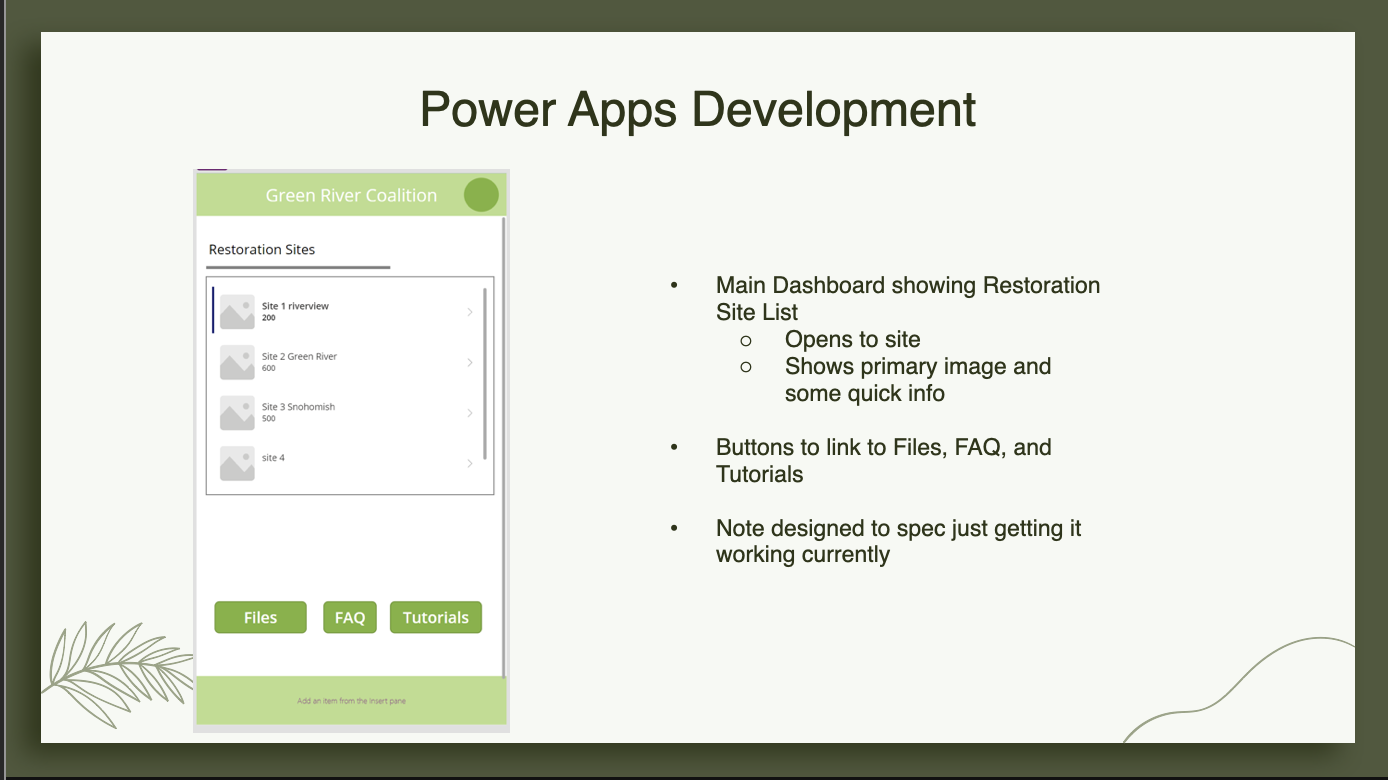 Power Apps Development
Green River Coalition
Restoration Sites
Site 1 riverview
200
Site 2 Green River
600
Site 3 Snohomish
500
site 4
Files FAQ Tutorials
Add an item from the insert pane
• Main Dashboard showing Restoration
Site List
○ Opens to site
○ Shows primary image and
some quick info
• Buttons to link to Files, FAQ, and
Tutorials
• Note designed to spec just getting it
working currently